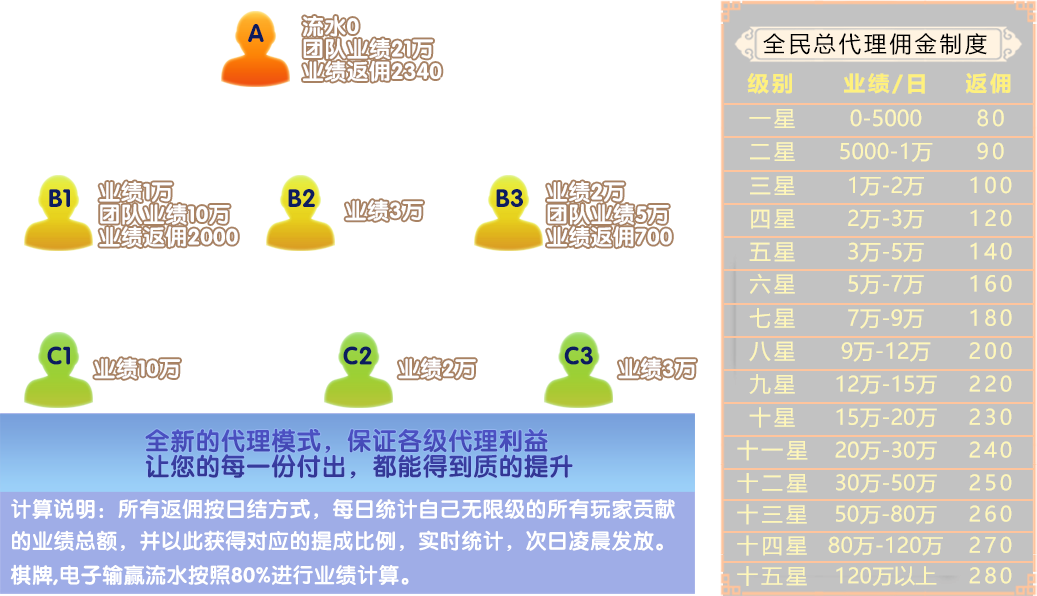 A
流水0
团队业绩21万
业绩返佣2340
B1
业绩1万
团队业绩10万
业绩返佣2000
B2
业绩3万
B3
业绩2万
团队业绩5万
业绩返佣700
C1
业绩10万
C2
业绩2万
C3
业绩3万
全新的代理模式，保证各级代理利益
让您的每一份付出，都能得到质的提升
计算说明：所有返佣按日结方式，每日统计自己无限级的所有玩家贡献
的业绩总额，并以此获得对应的提成比例，实时统计，次日凌晨发放。
棋牌,电子输赢流水按照80%进行业绩计算。
全民总代理佣金制度
级别 业绩/日 返佣
一星 0-5000 80
二星 5000-1万 90
三星 1万-2万 100
四星 2万-3万 120
五星 3万-5万 140
六星 5万-7万 160
七星 7万-9万 180
八星 9万-12万 200
九星 12万-15万 220
十星 15万-20万 230
十一星 20万-30万 240
十二星 30万-50万 250
十三星 50万-80万 260
十四星 80万-120万 270
十五星 120万以上 280